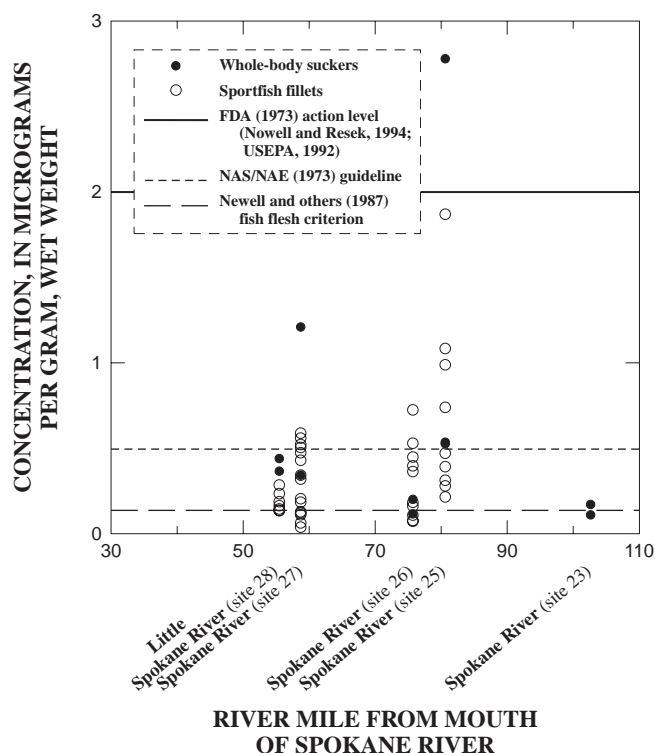 CONCENTRATION, IN MICROGRAMS
PER GRAM, WET WEIGHT
3
2
1
0
Whole-body suckers
Sportfish fillets
FDA (1973) action level
(Nowell and Resek, 1994;
USEPA, 1992)
NAS/NAE (1973) guideline
Newell and others (1987)
fish flesh criterion
30
50
70
90
110
Little
Spokane River (site 28)
Spokane River (site 27)
Spokane River (site 26)
Spokane River (site 25)
Spokane River (site 23)
RIVER MILE FROM MOUTH
OF SPOKANE RIVER